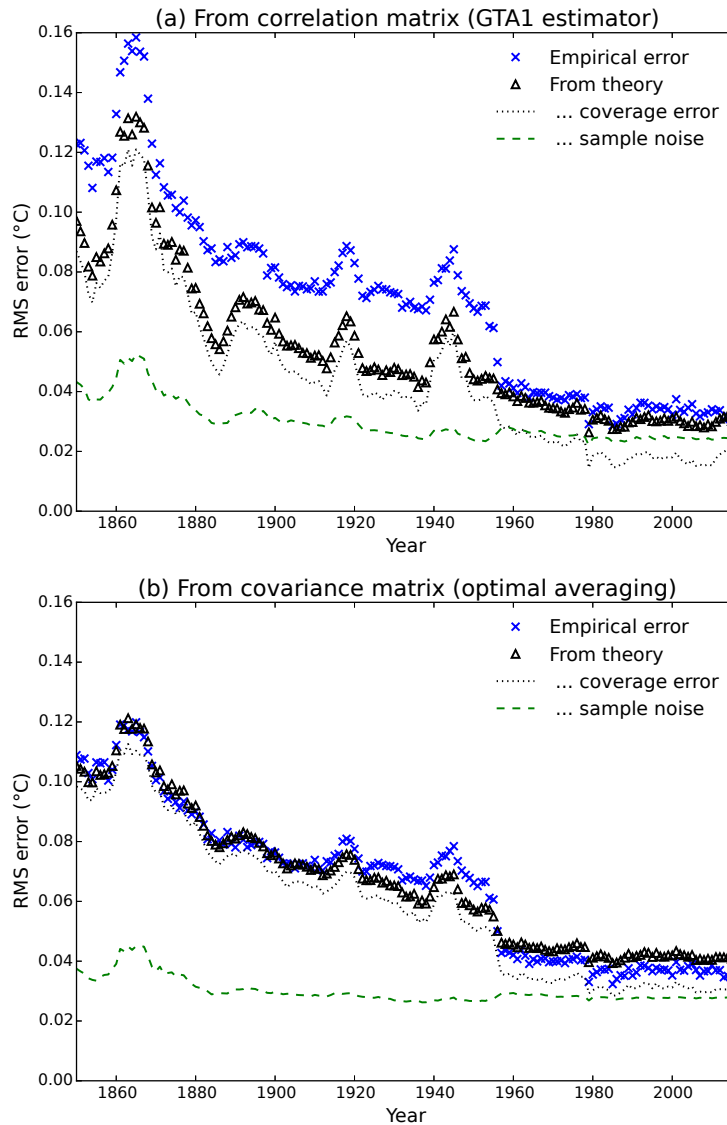 (a) From correlation matrix (GTA1 estimator)
0.16
0.14
0.12
0.10
0.08
0.06
0.04
0.02
0.00
RMS error (°C)
Empirical error
From theory
... coverage error
... sample noise
1860 1880 1900 1920 1940 1960 1980 2000
Year
(b) From covariance matrix (optimal averaging)
0.16
0.14
0.12
0.10
0.08
0.06
0.04
0.02
0.00
RMS error (°C)
Empirical error
From theory
... coverage error
... sample noise
1860 1880 1900 1920 1940 1960 1980 2000
Year